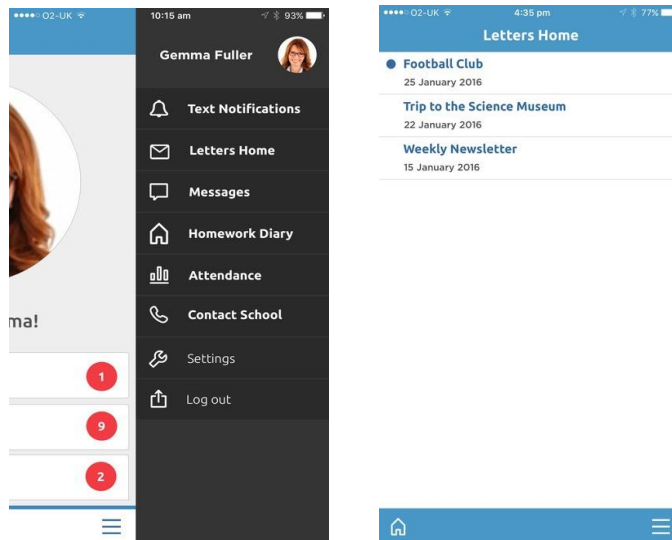 O2-UK
10:15 am
93%
Gemma Fuller
Text Notifications
Letters Home
Messages
Homework Diary
Attendance
Contact School
Settings
Log out
ma!
1
9
2
O2-UK
4:35 pm
77%
Letters Home
Football Club
25 January 2016
Trip to the Science Museum
22 January 2016
Weekly Newsletter
15 January 2016